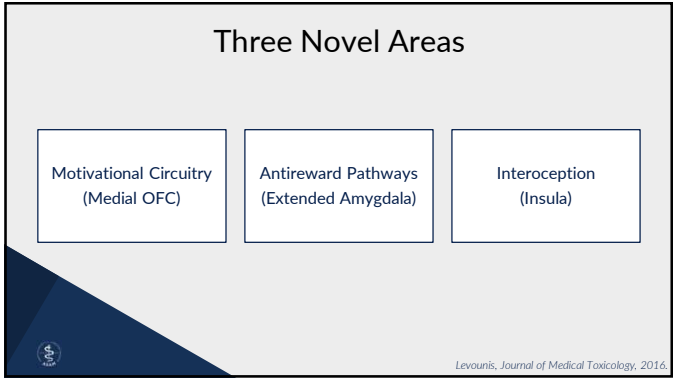 Three Novel Areas
Motivational Circuitry
(Medial OFC)
Antireward Pathways
(Extended Amygdala)
Interoception
(Insula)
Levounis, Journal of Medical Toxicology, 2016.